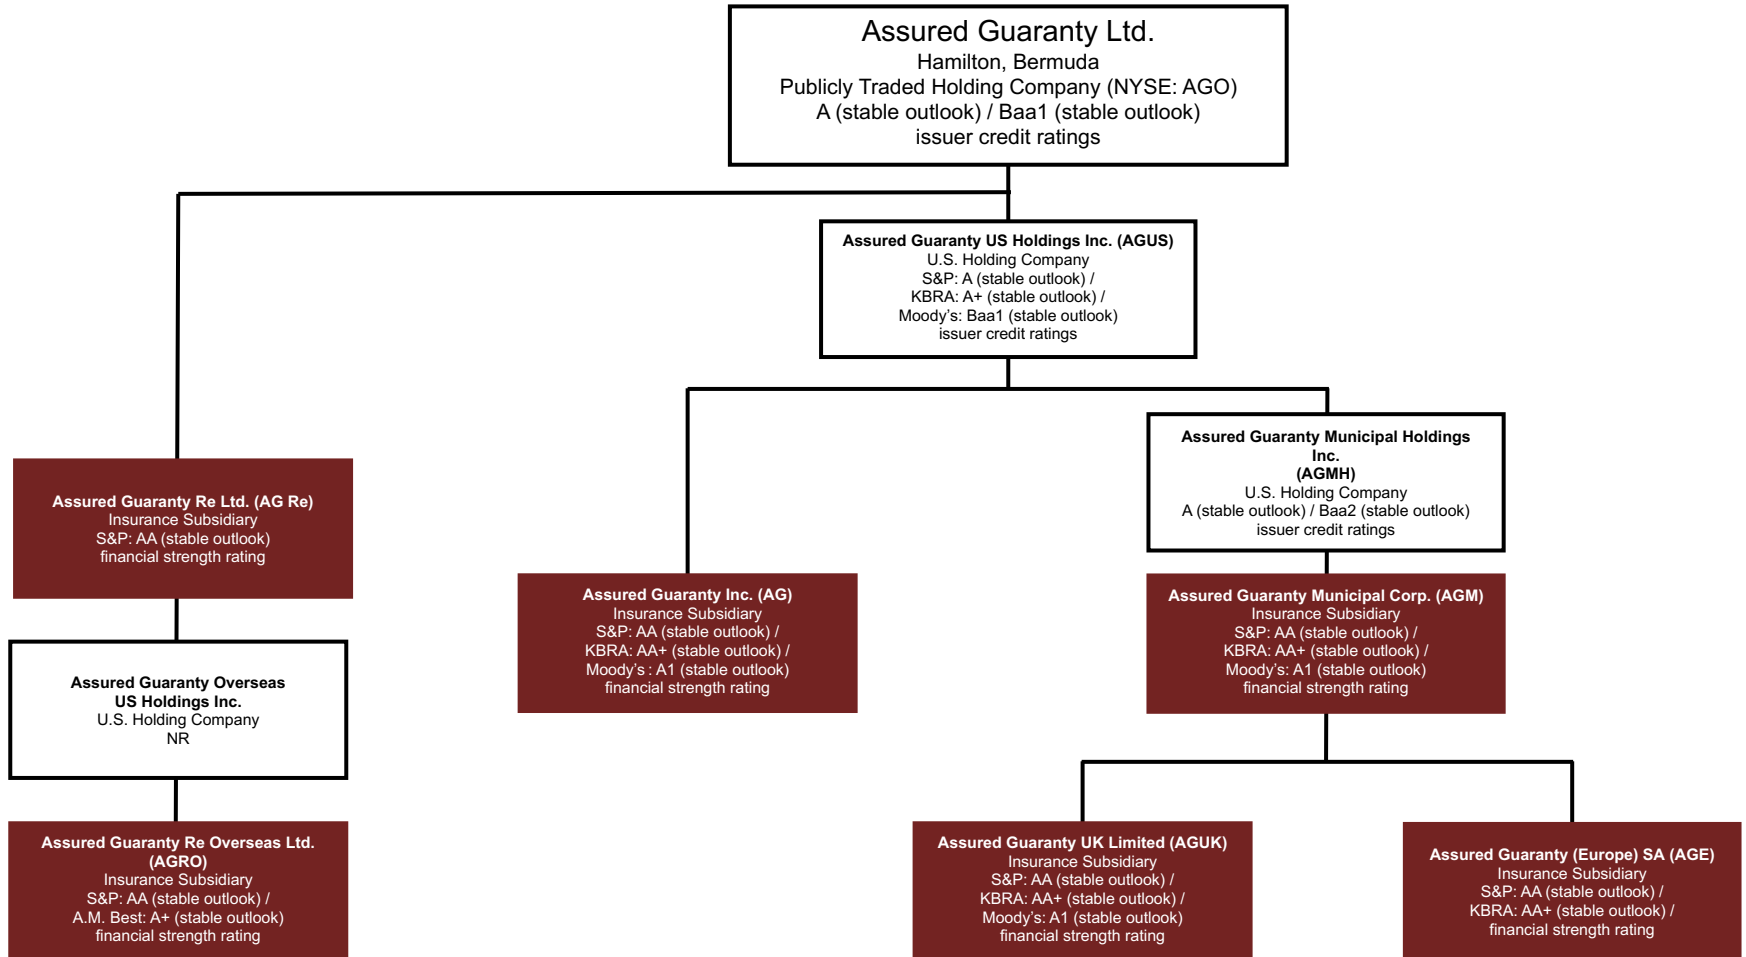 Assured Guaranty Ltd.
Hamilton, Bermuda
Publicly Traded Holding Company (NYSE: AGO)
A (stable outlook) / Baa1 (stable outlook)
issuer credit ratings
Assured Guaranty US Holdings Inc. (AGUS)
U.S. Holding Company
S&P: A (stable outlook) /
KBRA: A+ (stable outlook) /
Moody’s: Baa1 (stable outlook)
issuer credit ratings
Assured Guaranty Municipal Holdings
Inc.
(AGMH)
U.S. Holding Company
A (stable outlook) / Baa2 (stable outlook)
issuer credit ratings
Assured Guaranty Re Ltd. (AG Re)
Insurance Subsidiary
S&P: AA (stable outlook)
financial strength rating
Assured Guaranty Inc. (AG)
Insurance Subsidiary
S&P: AA (stable outlook) /
KBRA: AA+ (stable outlook) /
Moody’s : A1 (stable outlook)
financial strength rating
Assured Guaranty Municipal Corp. (AGM)
Insurance Subsidiary
S&P: AA (stable outlook) /
KBRA: AA+ (stable outlook) /
Moody’s: A1 (stable outlook)
financial strength rating
Assured Guaranty Overseas
US Holdings Inc.
U.S. Holding Company
NR
Assured Guaranty Re Overseas Ltd.
(AGRO)
Insurance Subsidiary
S&P: AA (stable outlook) /
A.M. Best: A+ (stable outlook)
financial strength rating
Assured Guaranty UK Limited (AGUK)
Insurance Subsidiary
S&P: AA (stable outlook) /
KBRA: AA+ (stable outlook) /
Moody’s: A1 (stable outlook)
financial strength rating
Assured Guaranty (Europe) SA (AGE)
Insurance Subsidiary
S&P: AA (stable outlook) /
KBRA: AA+ (stable outlook) /
financial strength rating